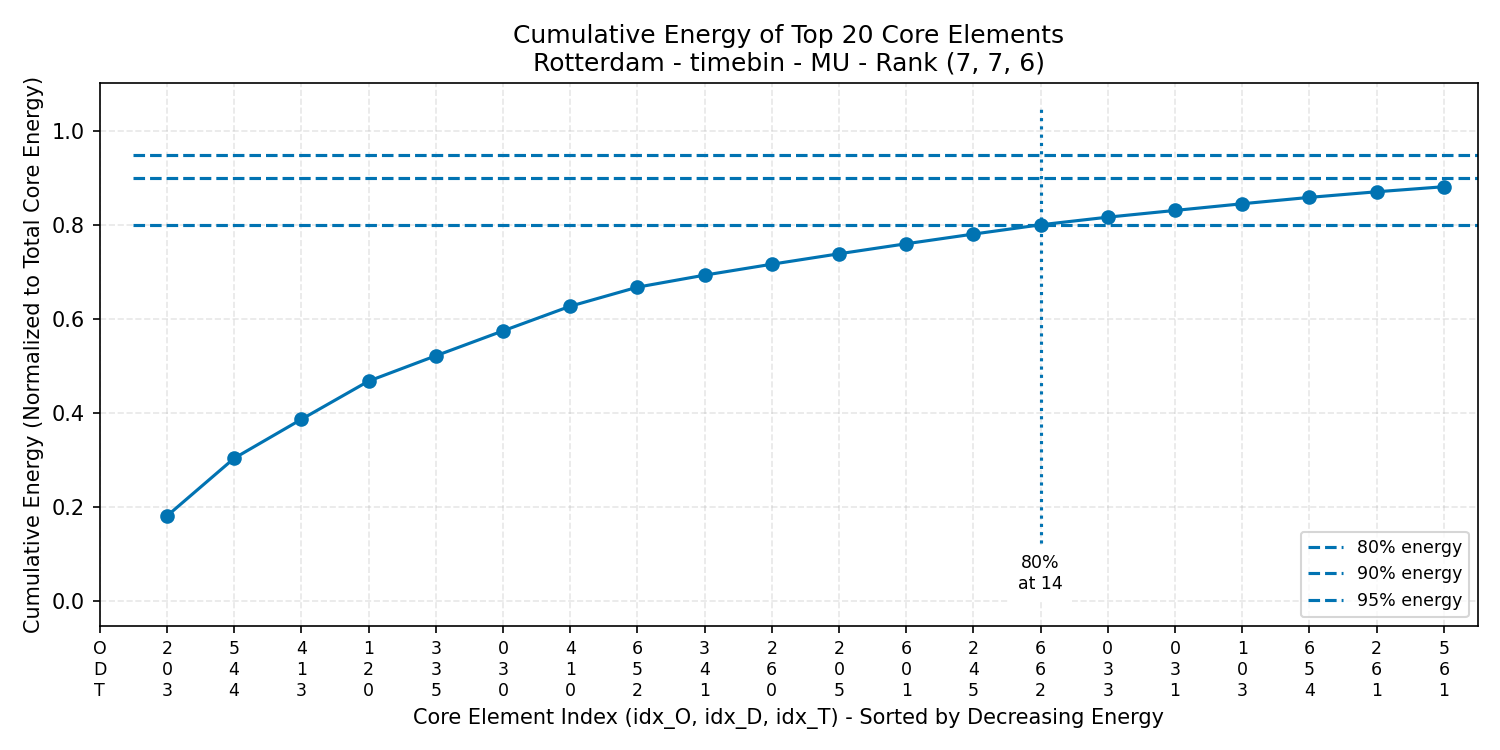 Cumulative Energy of Top 20 Core Elements
Rotterdam - timebin - MU - Rank (7, 7, 6)
Cumulative Energy (Normalized to Total Core Energy)
1.0
0.8
0.6
0.4
0.2
0.0
80%
at 14
80% energy
90% energy
95% energy
O 2 5 4 1 3 0 4 6 3 2 2 6 2 6 0 0 1 6 2 5
D 0 4 1 2 3 3 1 5 4 6 0 0 4 6 3 3 0 5 6 6
T 3 4 3 0 5 0 0 2 1 0 5 1 5 2 3 1 3 4 1 1
Core Element Index (idx_O, idx_D, idx_T) - Sorted by Decreasing Energy